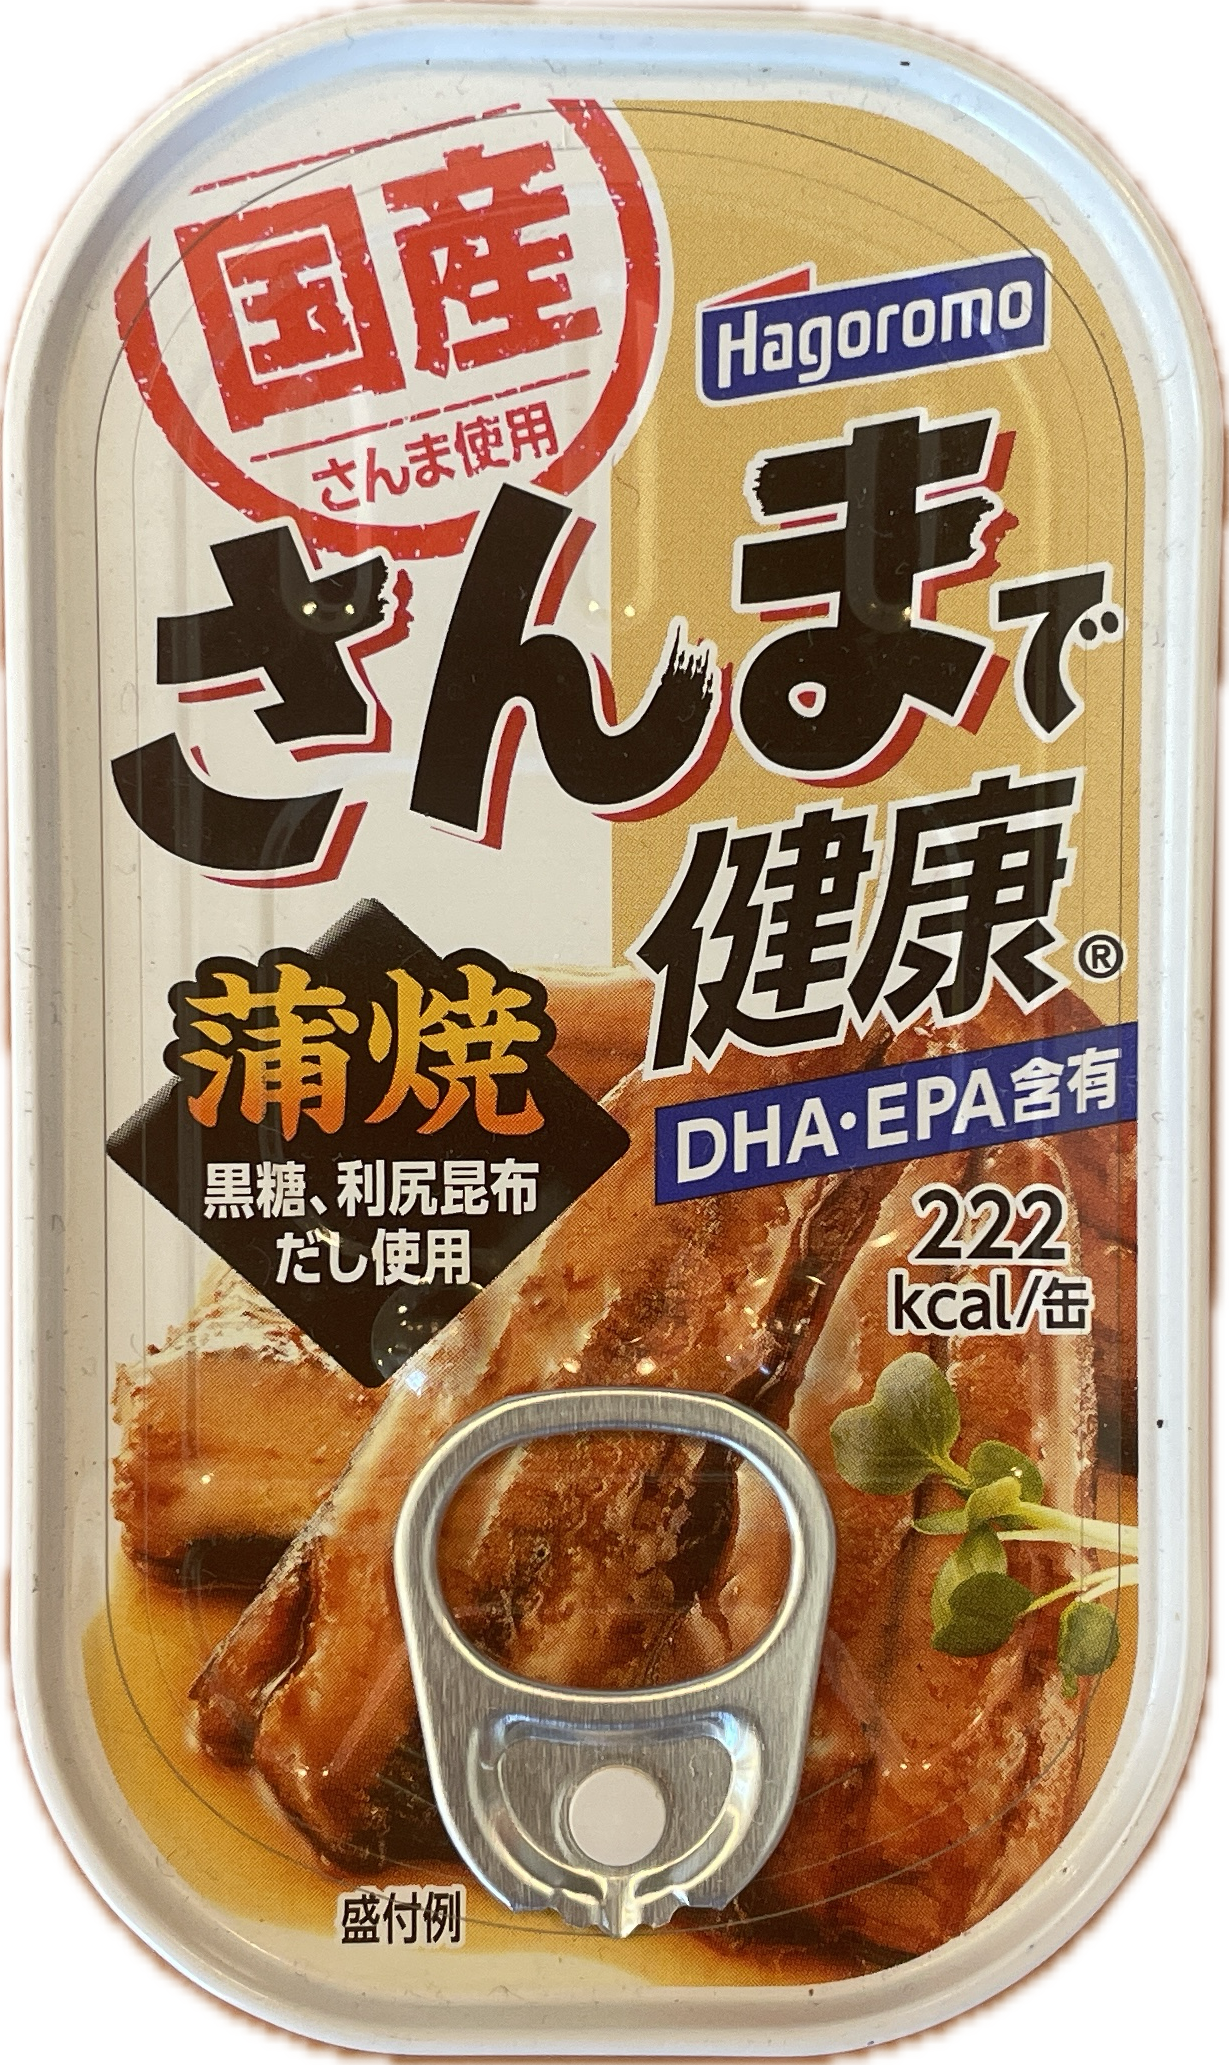 国産
さんま使用
Hagoromo
さんまで
健康®
蒲焼
黒糖、利尻昆布
だし使用
DHA・EPA含有
222
kcal/缶
盛付例